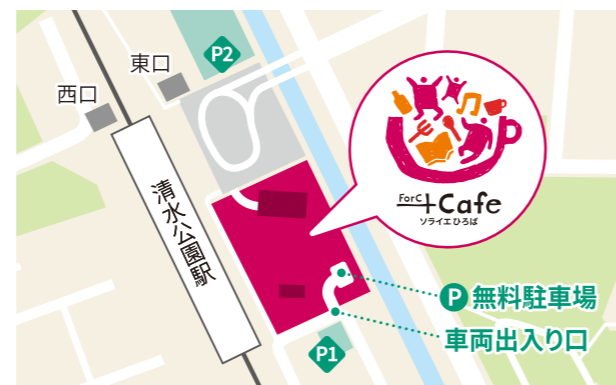 P2
東口
西口
清水公園駅
ForC
+Cafe
ソライエひろば
P 無料駐車場
車両出入り口
P1